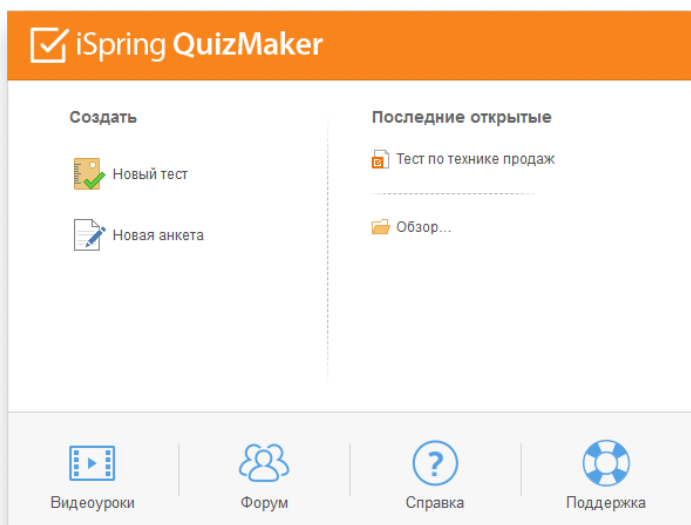 iSpring QuizMaker
Создать
Новый тест
Новая анкета
Последние открытые
Тест по технике продаж
Обзор...
Видеоуроки
Форум
?
Справка
Поддержка